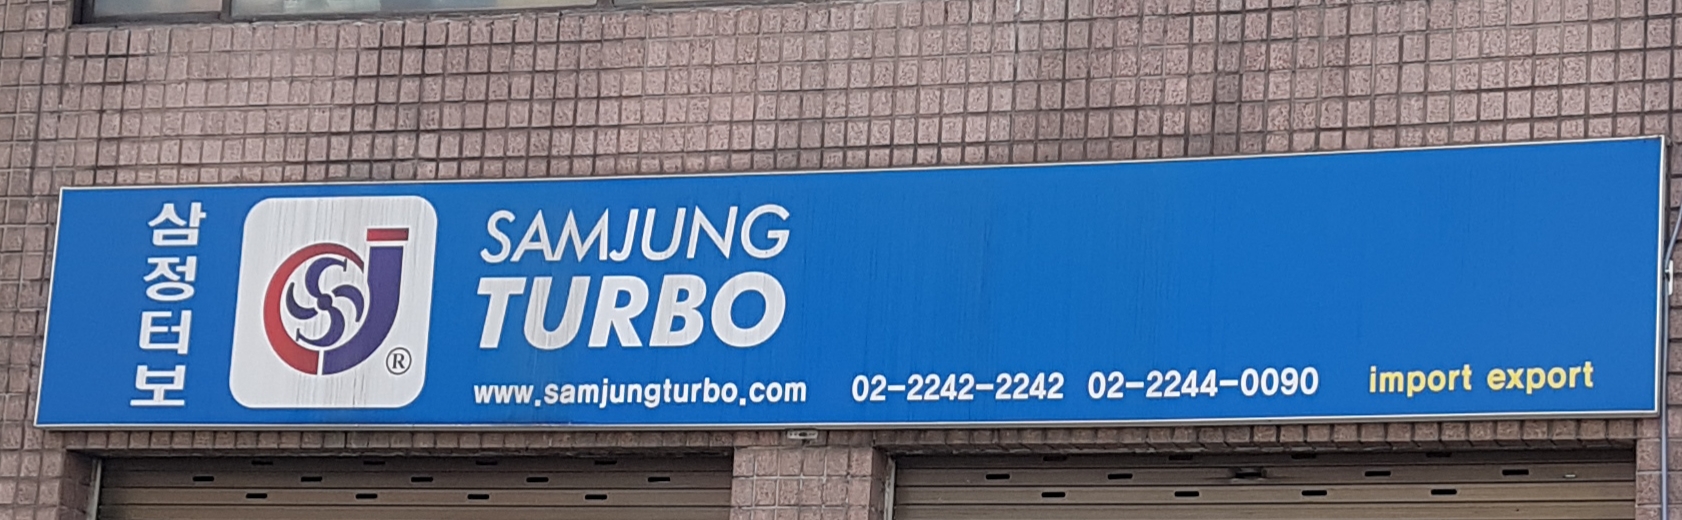 삼정터보
®
SAMJUNG
TURBO
www.samjungturbo.com 02-2242-2242 02-2244-0090 import export